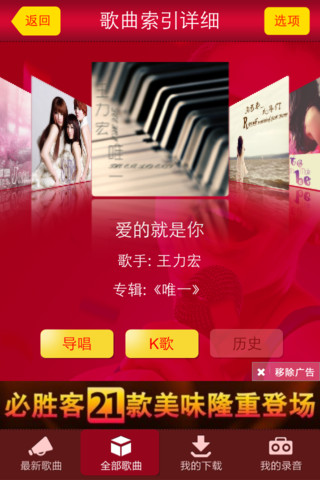 返回
歌曲索引详细
选项
王力宏
唯一
爱的就是你
歌手: 王力宏
专辑:《唯一》
导唱
K歌
历史
× 移除广告
必胜客21款美味隆重登场
最新歌曲
全部歌曲
我的下载
我的录音